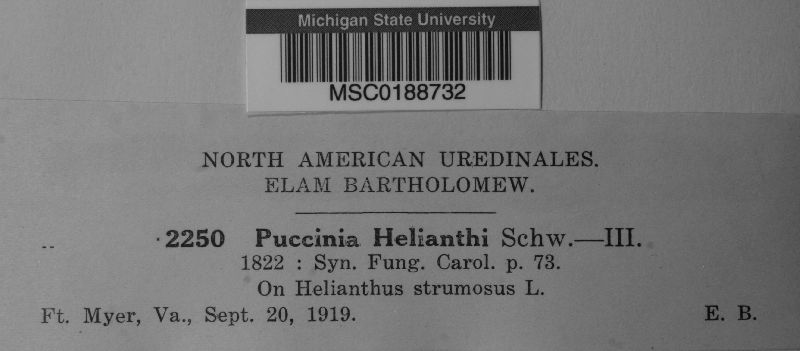 Michigan State University
MSC0188732
NORTH AMERICAN UREDINALES.
ELAM BARTHOLOMEW.
2250 Puccinia Helianthi Schw.—III.
1822 : Syn. Fung. Carol. p. 73.
On Helianthus strumosus L.
Ft. Myer, Va., Sept. 20, 1919. E. B.